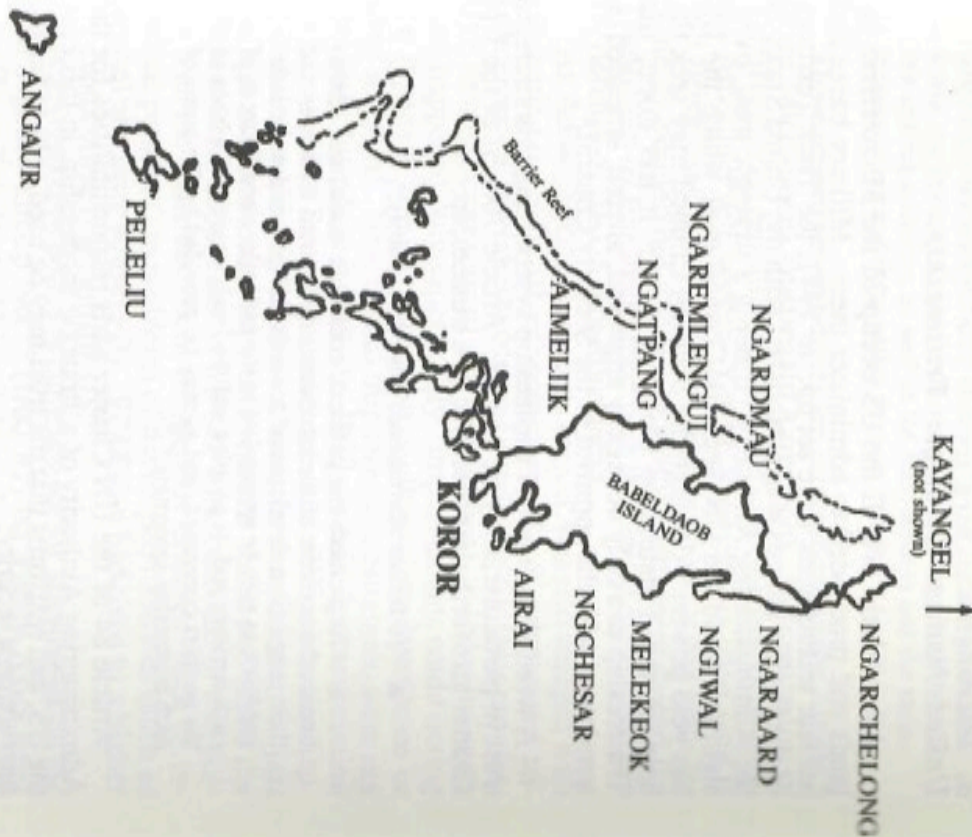 KAYANGEL
(not shown)
NGARCHELONG
NGARDMAU
NGARAARD
NGAREMLENGUI
NGIWAL
NGATPANG
MELEKEOK
BABELDAOB
ISLAND
NGCHESAR
AIMELIIK
AIRAI
Barrier Reef
KOROR
PELELIU
ANGAUR